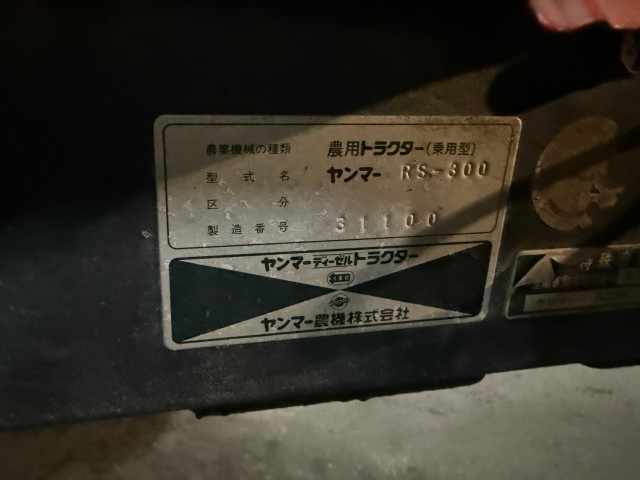 農業機械の種類 農用トラクター(乗用型)
型式名 ヤンマー RS-300
区分
製造番号 31100
ヤンマーディーゼルトラクター
ヤンマー農機株式会社